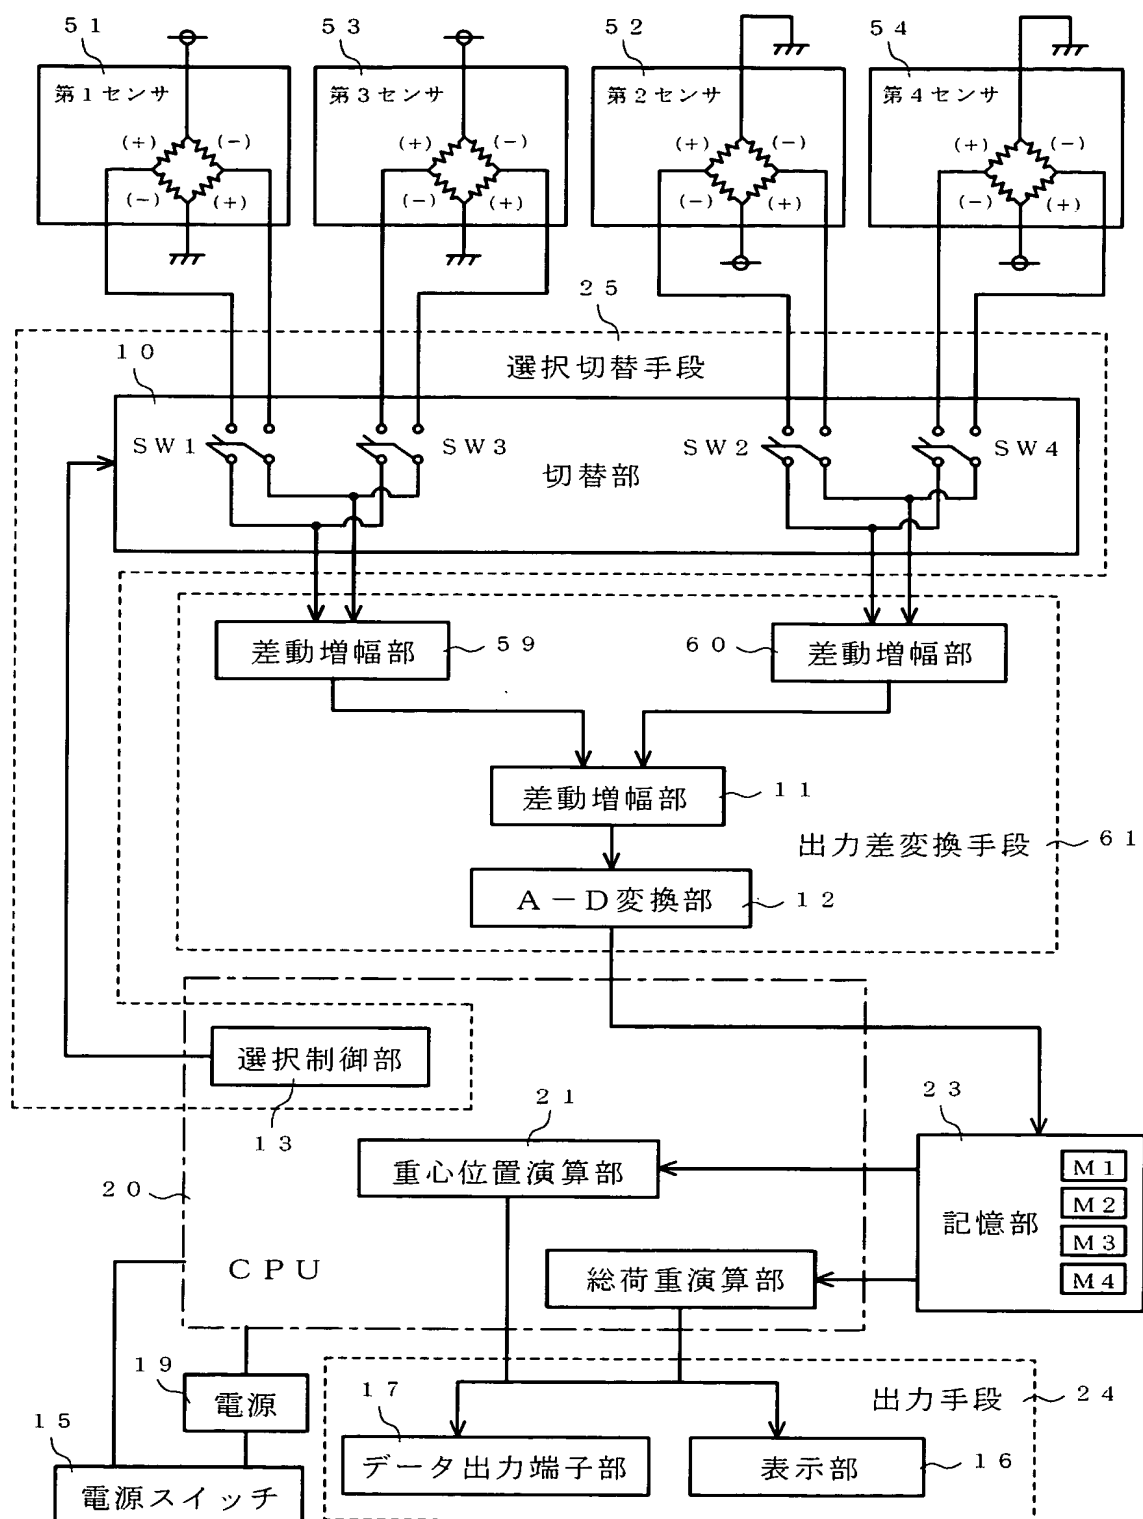 ５１
５３
５２
５４
第１センサ
第３センサ
第２センサ
第４センサ
(+)
(-)
(-)
(+)
(+)
(-)
(-)
(+)
(+)
(-)
(-)
(+)
(+)
(-)
(-)
(+)
２５
１０
選択切替手段
ＳＷ１
ＳＷ３
ＳＷ２
ＳＷ４
切替部
差動増幅部
５９
６０
差動増幅部
差動増幅部
１１
出力差変換手段
６１
Ａ－Ｄ変換部
１２
選択制御部
１３
２１
２３
重心位置演算部
２０
Ｍ１
Ｍ２
記憶部
Ｍ３
Ｍ４
ＣＰＵ
総荷重演算部
１９
電源
１７
出力手段
２４
１５
データ出力端子部
表示部
１６
電源スイッチ